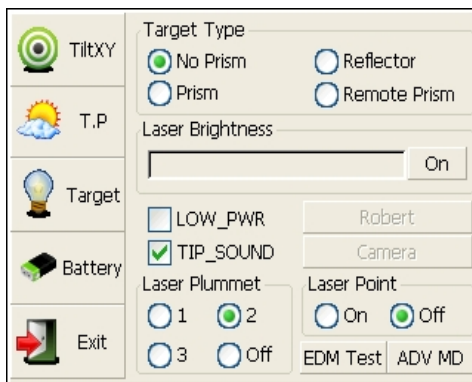 TiltXY
T.P
Target
Battery
Exit
Target Type
No Prism
Reflector
Prism
Remote Prism
Laser Brightness
On
LOW_PWR
Robert
TIP_SOUND
Camera
Laser Plummet
1
2
3
Off
Laser Point
On
Off
EDM Test
ADV MD